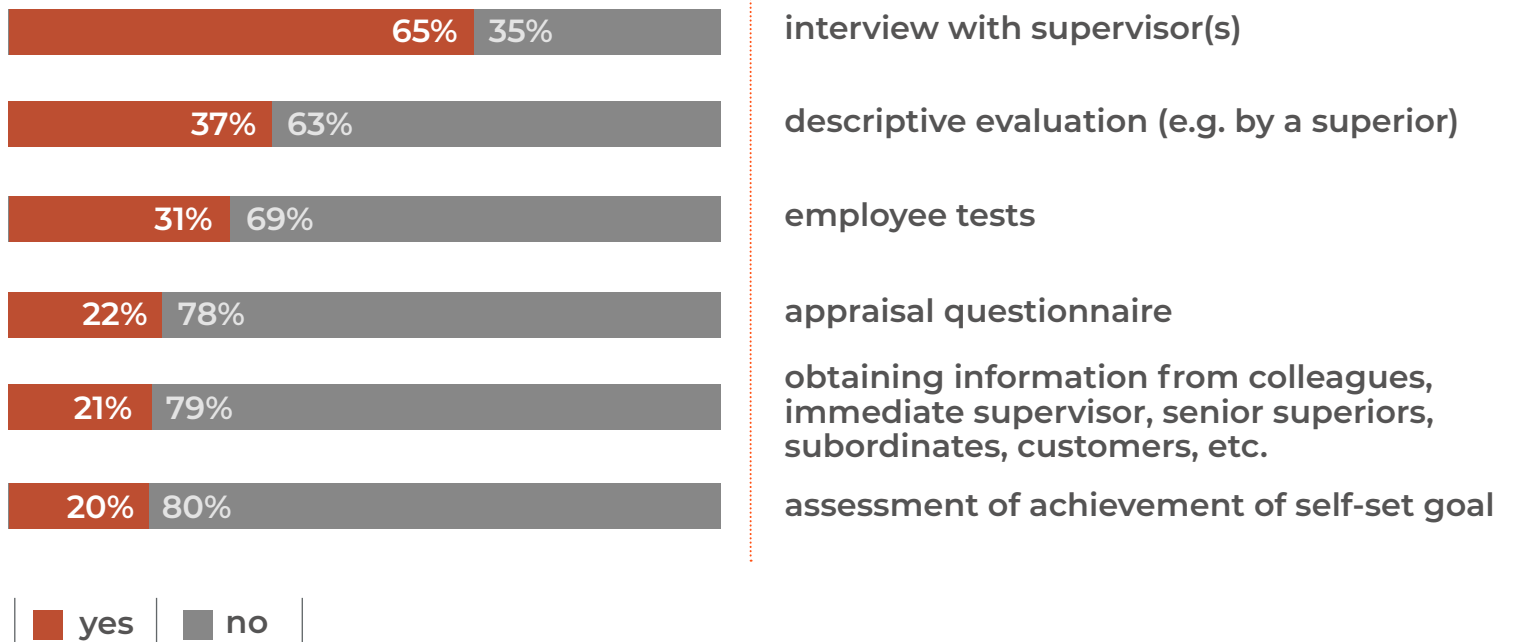 65% 35% interview with supervisor(s)
37% 63% descriptive evaluation (e.g. by a superior)
31% 69% employee tests
22% 78% appraisal questionnaire
obtaining information from colleagues,
21% 79% immediate supervisor, senior superiors,
subordinates, customers, etc.
20% 80% assessment of achievement of self-set goal
yes no